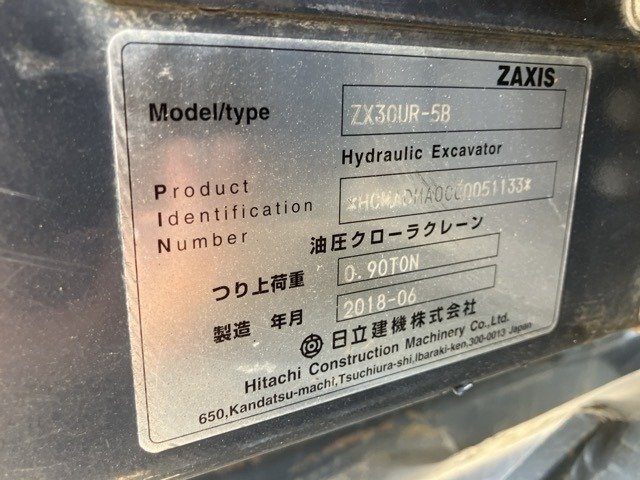 ZAXIS
Model/type ZX30UR-5B
Hydraulic Excavator
Product
Identification
Number
油圧クローラクレーン
つり上荷重 0.90TON
製造 年月 2018-06
日立建機株式会社
Hitachi Construction Machinery Co.,Ltd.
650,Kandatsu-machi,Tsuchiura-shi,Ibaraki-ken,300-0013 Japan